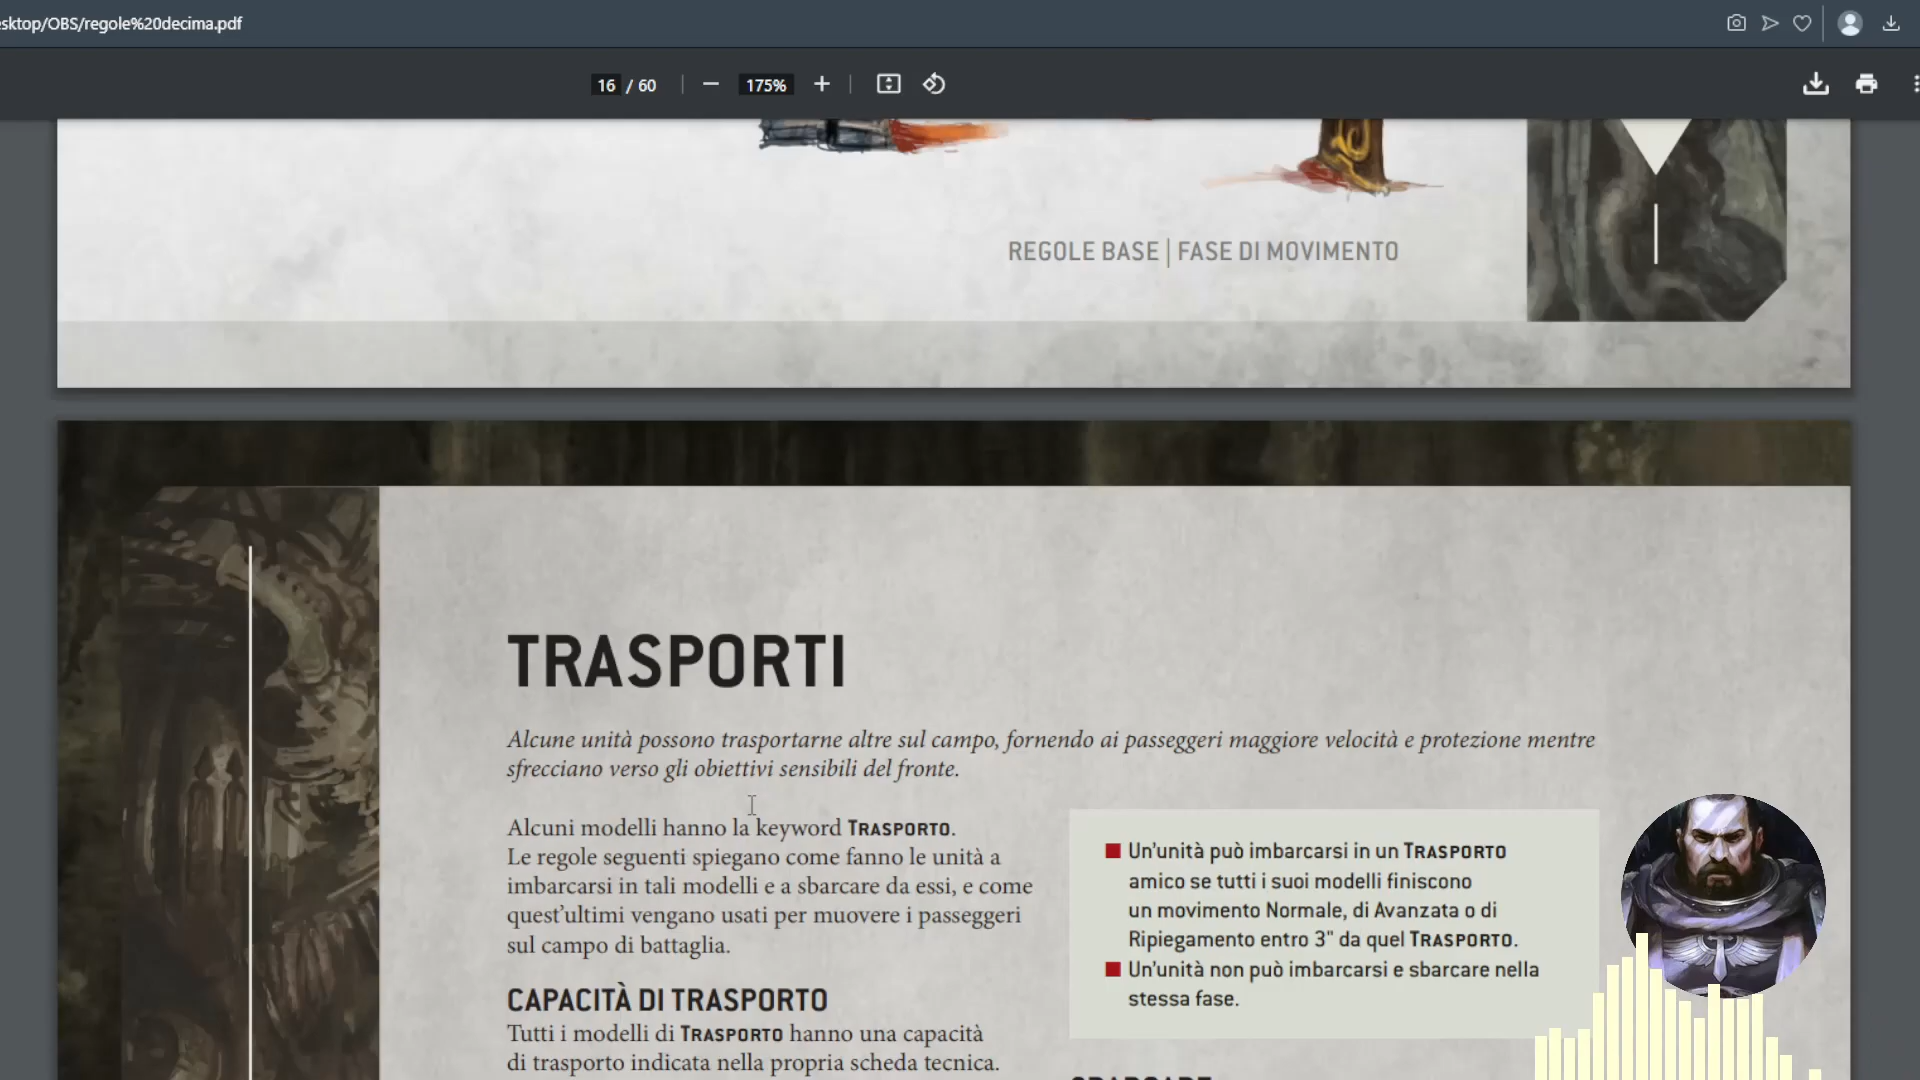 sktop/OBS/regole%20decima.pdf
16 / 60
175%
REGOLE BASE | FASE DI MOVIMENTO
TRASPORTI
Alcune unità possono trasportarne altre sul campo, fornendo ai passeggeri maggiore velocità e protezione mentre
sfrecciano verso gli obiettivi sensibili del fronte.
Alcuni modelli hanno la keyword TRASPORTO.
Le regole seguenti spiegano come fanno le unità a
imbarcarsi in tali modelli e a sbarcare da essi, e come
quest'ultimi vengano usati per muovere i passeggeri
sul campo di battaglia.
CAPACITÀ DI TRASPORTO
Tutti i modelli di TRASPORTO hanno una capacità
di trasporto indicata nella propria scheda tecnica.
■ Un'unità può imbarcarsi in un TRASPORTO
amico se tutti i suoi modelli finiscono
un movimento Normale, di Avanzata o di
Ripiegamento entro 3" da quel TRASPORTO.
■ Un'unità non può imbarcarsi e sbarcare nella
stessa fase.